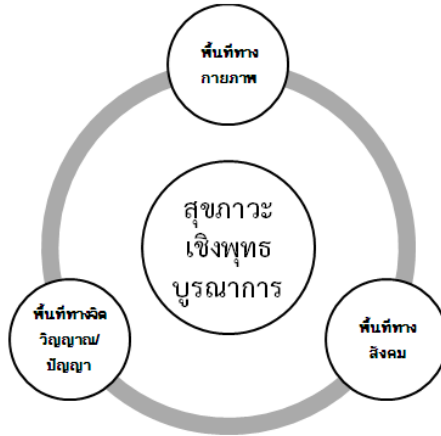 พื้นที่ทาง
กายภาพ
สุขภาวะ
เชิงพุทธ
บูรณาการ
พื้นที่ทางจิต
วิญญาณ/
ปัญญา
พื้นที่ทาง
สังคม